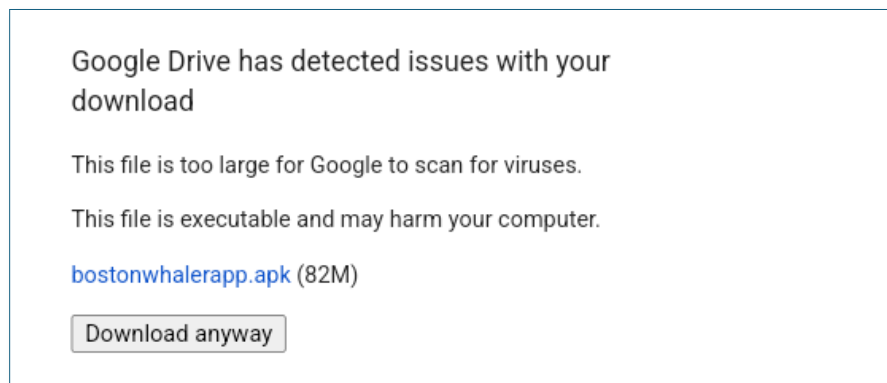 Google Drive has detected issues with your
download
This file is too large for Google to scan for viruses.
This file is executable and may harm your computer.
bostonwhalerapp.apk (82M)
Download anyway